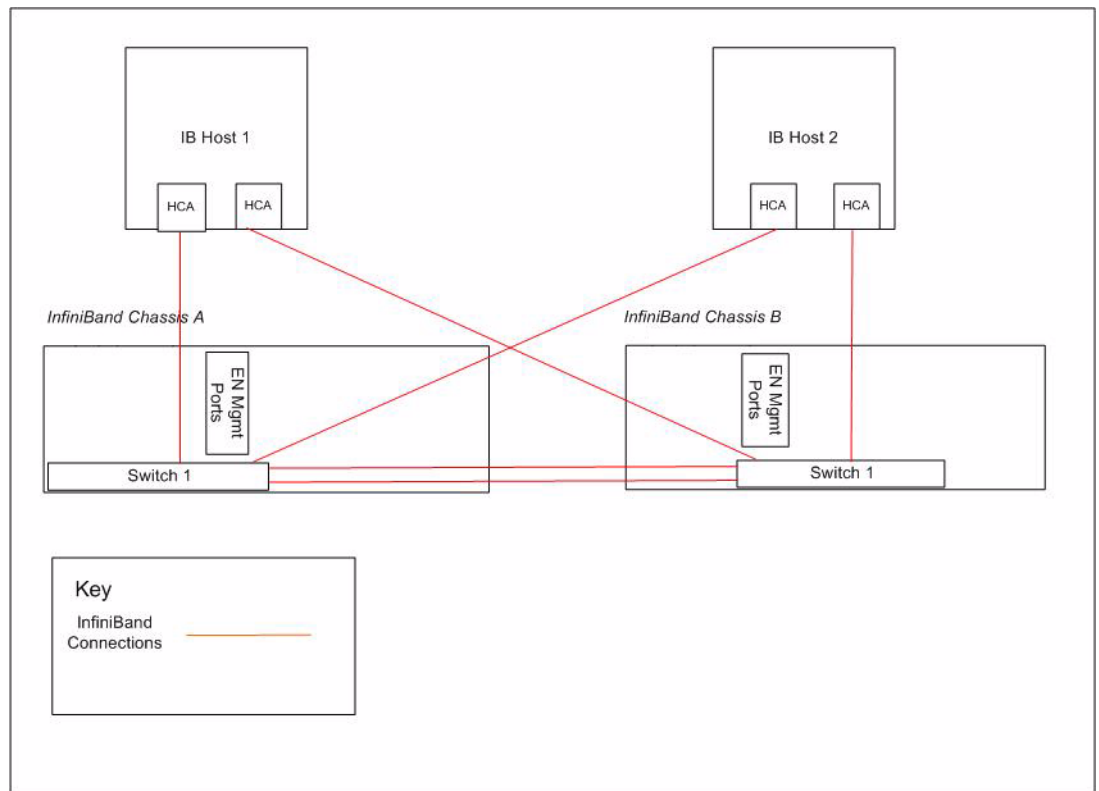 IB Host 1
IB Host 2
HCA
HCA
HCA
HCA
InfiniBand Chassis A
InfiniBand Chassis B
EN Mgmt
Ports
EN Mgmt
Ports
Switch 1
Switch 1
Key
InfiniBand
Connections